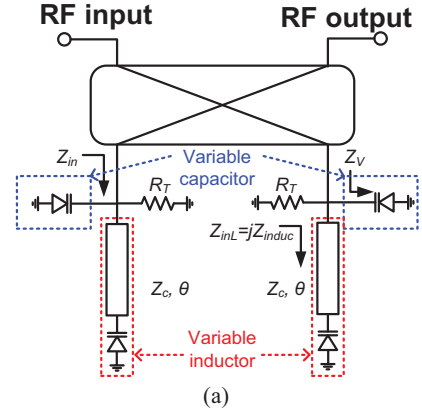 RF input
RF output
Z_in
Variable
capacitor
Z_V
R_T
R_T
Z_inL=jZ_induc
Z_c, θ
Z_c, θ
Variable
inductor
(a)